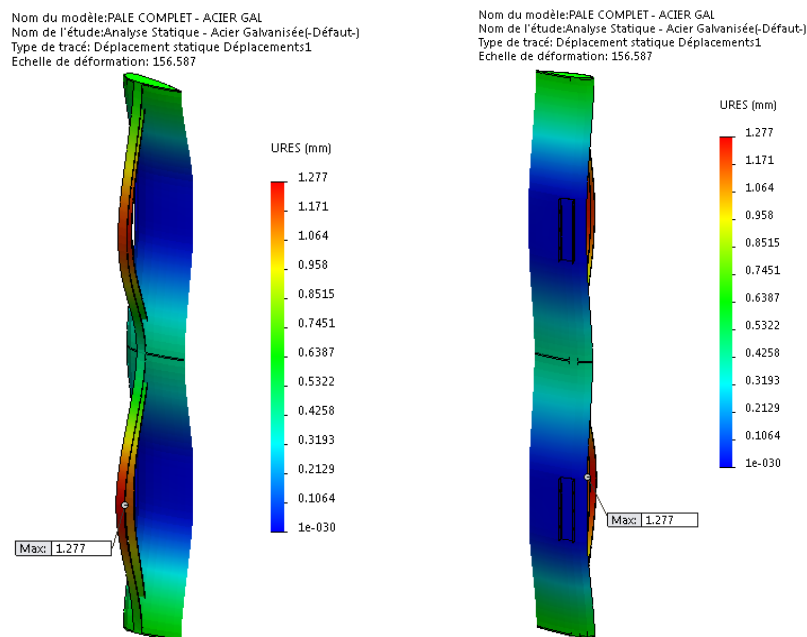 Nom du modèle:PALE COMPLET - ACIER GAL
Nom de l'étude:Analyse Statique - Acier Galvanisée(-Défaut-)
Type de tracé: Déplacement statique Déplacements1
Echelle de déformation: 156.587
URES (mm)
1.277
1.171
1.064
0.958
0.8515
0.7451
0.6387
0.5322
0.4258
0.3193
0.2129
0.1064
1e-030
Max: 1.277
Nom du modèle:PALE COMPLET - ACIER GAL
Nom de l'étude:Analyse Statique - Acier Galvanisée(-Défaut-)
Type de tracé: Déplacement statique Déplacements1
Echelle de déformation: 156.587
URES (mm)
1.277
1.171
1.064
0.958
0.8515
0.7451
0.6387
0.5322
0.4258
0.3193
0.2129
0.1064
1e-030
Max: 1.277